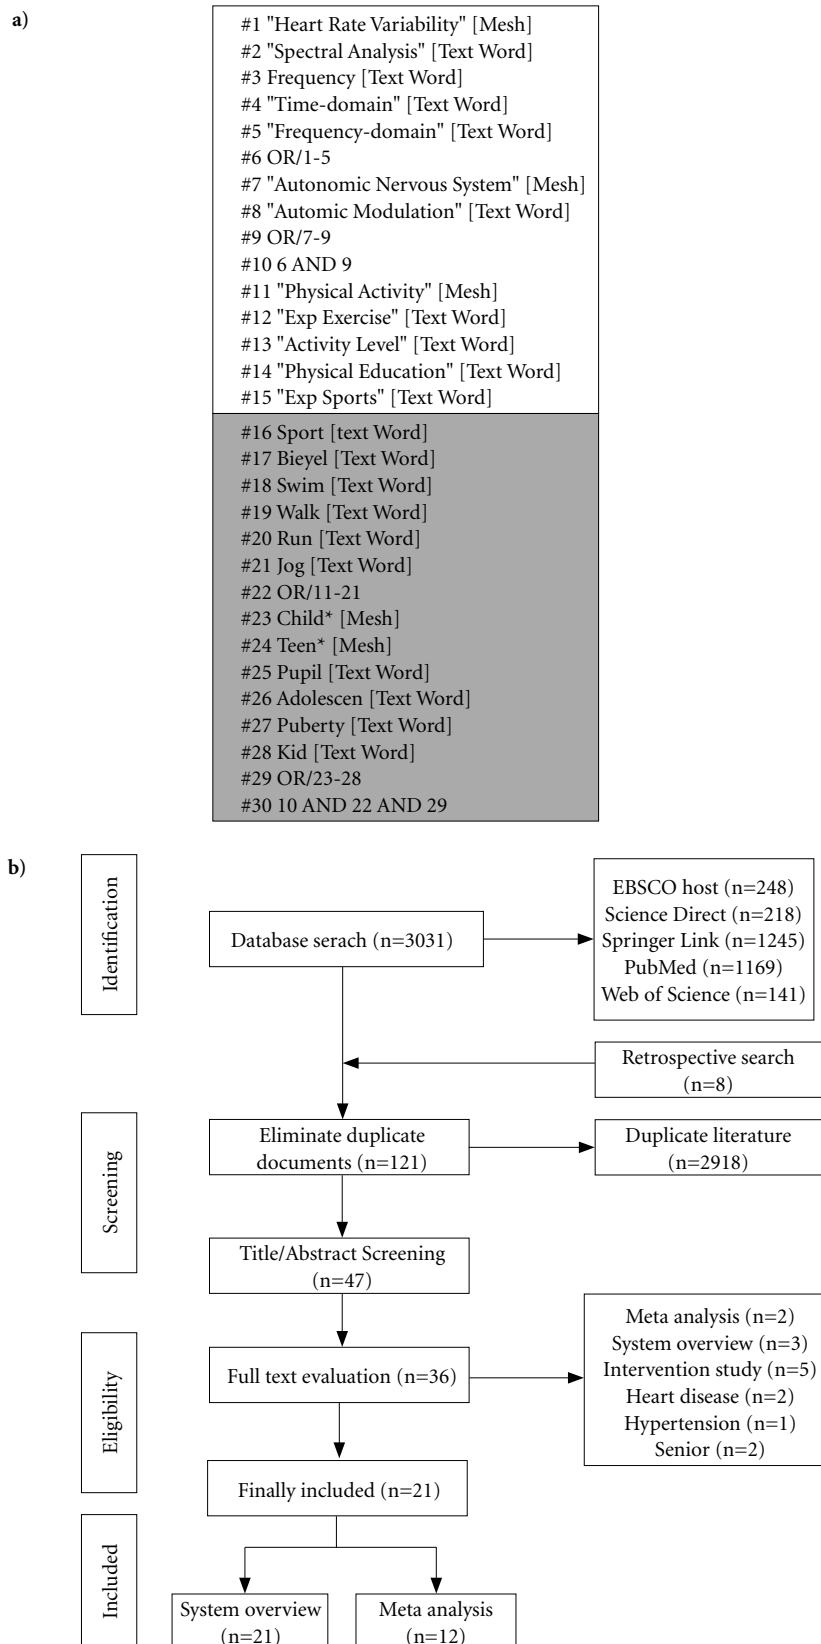 a)
#1 "Heart Rate Variability" [Mesh]
#2 "Spectral Analysis" [Text Word]
#3 Frequency [Text Word]
#4 "Time-domain" [Text Word]
#5 "Frequency-domain" [Text Word]
#6 OR/1-5
#7 "Autonomic Nervous System" [Mesh]
#8 "Automic Modulation" [Text Word]
#9 OR/7-9
#10 6 AND 9
#11 "Physical Activity" [Mesh]
#12 "Exp Exercise" [Text Word]
#13 "Activity Level" [Text Word]
#14 "Physical Education" [Text Word]
#15 "Exp Sports" [Text Word]
#16 Sport [text Word]
#17 Bieyel [Text Word]
#18 Swim [Text Word]
#19 Walk [Text Word]
#20 Run [Text Word]
#21 Jog [Text Word]
#22 OR/11-21
#23 Child* [Mesh]
#24 Teen* [Mesh]
#25 Pupil [Text Word]
#26 Adolescen [Text Word]
#27 Puberty [Text Word]
#28 Kid [Text Word]
#29 OR/23-28
#30 10 AND 22 AND 29
b)
Identification
Database serach (n=3031)
EBSCO host (n=248)
Science Direct (n=218)
Springer Link (n=1245)
PubMed (n=1169)
Web of Science (n=141)
Retrospective search
(n=8)
Screening
Eliminate duplicate
documents (n=121)
Duplicate literature
(n=2918)
Title/Abstract Screening
(n=47)
Eligibility
Full text evaluation (n=36)
Meta analysis (n=2)
System overview (n=3)
Intervention study (n=5)
Heart disease (n=2)
Hypertension (n=1)
Senior (n=2)
Finally included (n=21)
Included
System overview
(n=21)
Meta analysis
(n=12)